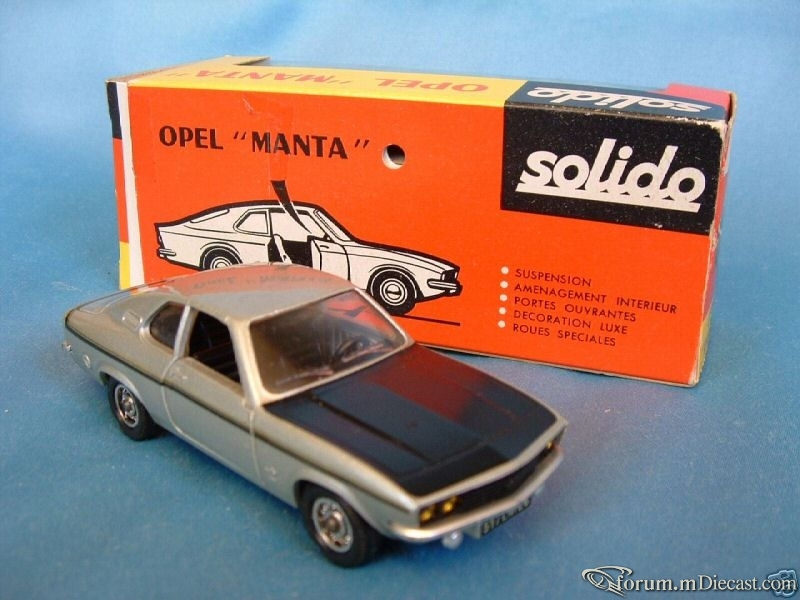 OPEL "MANTA"
solido
OPEL "MANTA"
solido
• SUSPENSION
• AMENAGEMENT INTERIEUR
• PORTES OUVRANTES
• DECORATION LUXE
• ROUES SPECIALES
forum.mDiecast.com